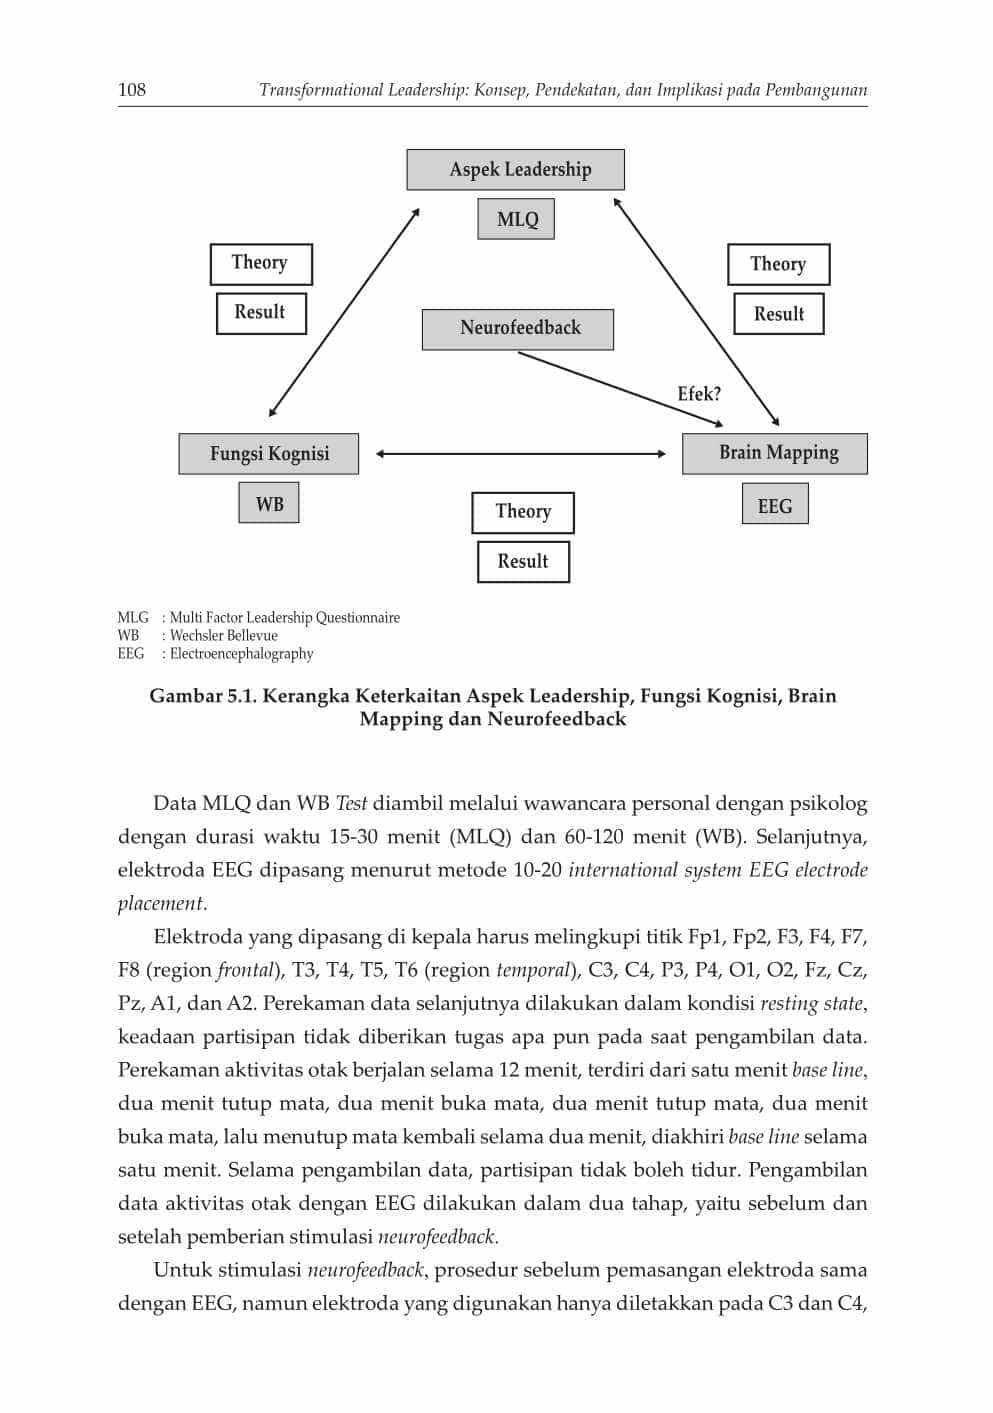 108 Transformational Leadership: Konsep, Pendekatan, dan Implikasi pada Pembangunan
Aspek Leadership
MLQ
Theory
Result
Theory
Result
Neurofeedback
Efek?
Fungsi Kognisi
WB
Brain Mapping
EEG
Theory
Result
MLG : Multi Factor Leadership Questionnaire
WB : Wechsler Bellevue
EEG : Electroencephalography
Gambar 5.1. Kerangka Keterkaitan Aspek Leadership, Fungsi Kognisi, Brain
Mapping dan Neurofeedback
Data MLQ dan WB Test diambil melalui wawancara personal dengan psikolog
dengan durasi waktu 15-30 menit (MLQ) dan 60-120 menit (WB). Selanjutnya,
elektroda EEG dipasang menurut metode 10-20 international system EEG electrode
placement.
Elektroda yang dipasang di kepala harus melingkupi titik Fp1, Fp2, F3, F4, F7,
F8 (region frontal), T3, T4, T5, T6 (region temporal), C3, C4, P3, P4, O1, O2, Fz, Cz,
Pz, A1, dan A2. Perekaman data selanjutnya dilakukan dalam kondisi resting state,
keadaan partisipan tidak diberikan tugas apa pun pada saat pengambilan data.
Perekaman aktivitas otak berjalan selama 12 menit, terdiri dari satu menit base line,
dua menit tutup mata, dua menit buka mata, dua menit tutup mata, dua menit
buka mata, lalu menutup mata kembali selama dua menit, diakhiri base line selama
satu menit. Selama pengambilan data, partisipan tidak boleh tidur. Pengambilan
data aktivitas otak dengan EEG dilakukan dalam dua tahap, yaitu sebelum dan
setelah pemberian stimulasi neurofeedback.
Untuk stimulasi neurofeedback, prosedur sebelum pemasangan elektroda sama
dengan EEG, namun elektroda yang digunakan hanya diletakkan pada C3 dan C4,